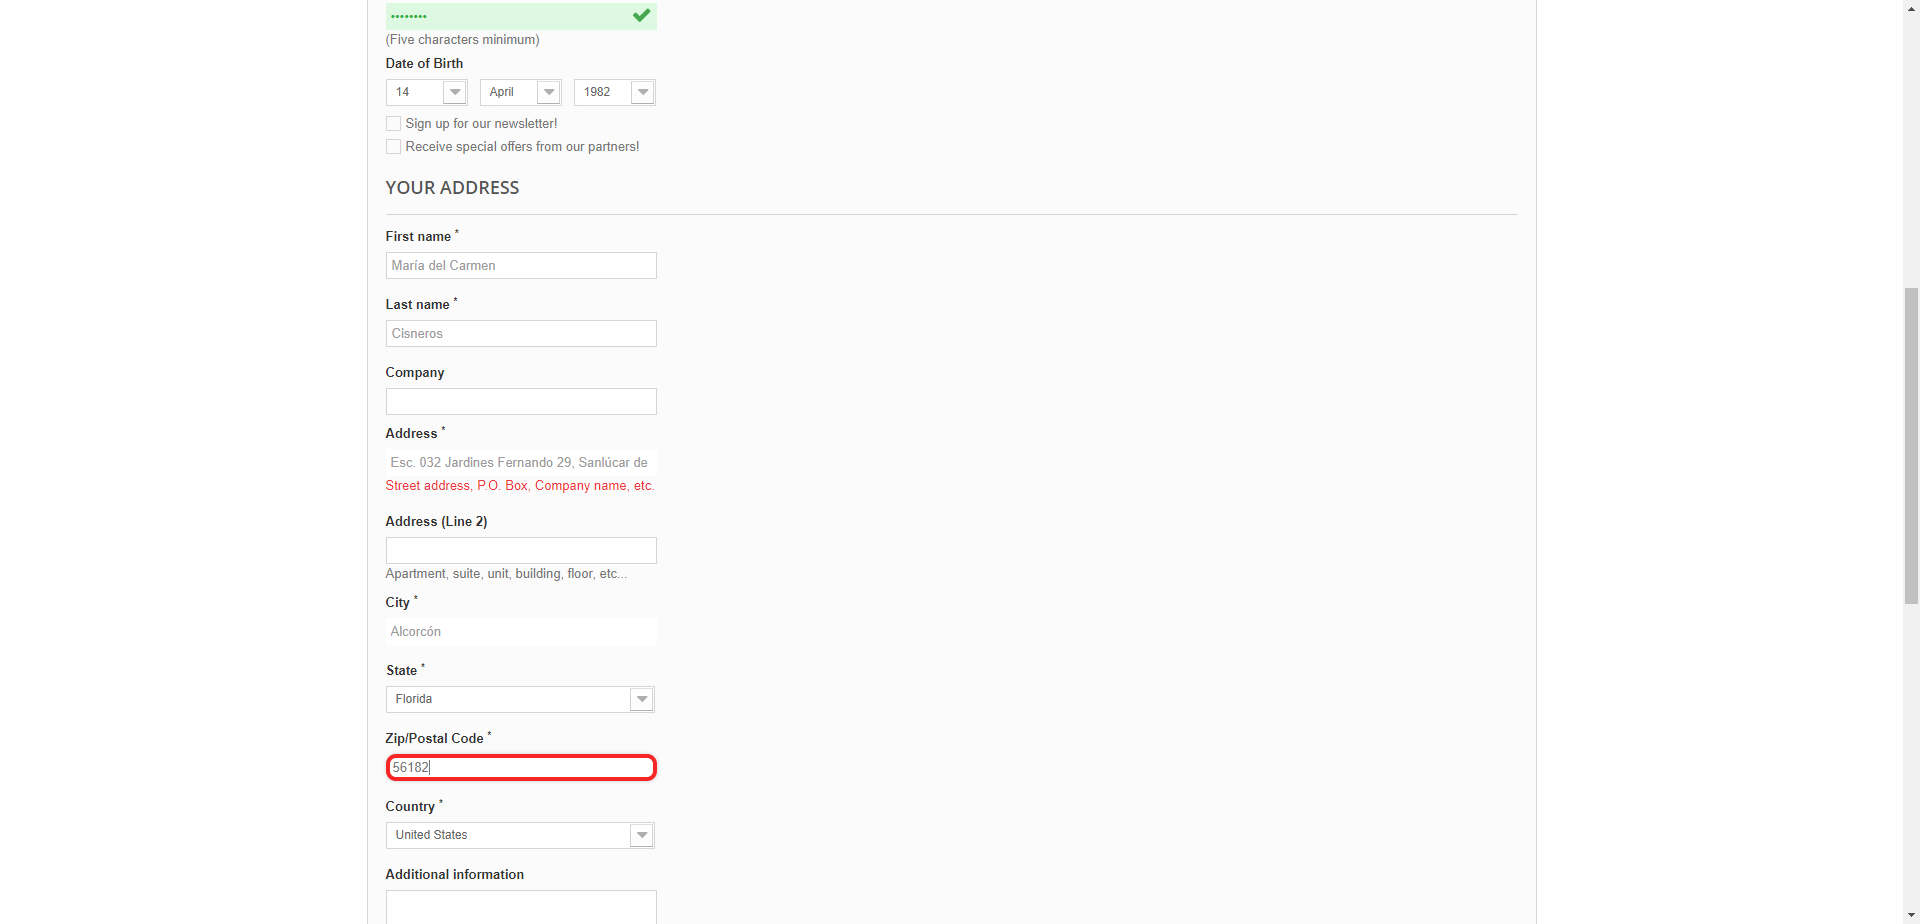 ••••••••
(Five characters minimum)
Date of Birth
14 April 1982
Sign up for our newsletter!
Receive special offers from our partners!
YOUR ADDRESS
First name *
María del Carmen
Last name *
Cisneros
Company
Address *
Esc. 032 Jardines Fernando 29, Sanlúcar de
Street address, P.O. Box, Company name, etc.
Address (Line 2)
Apartment, suite, unit, building, floor, etc...
City *
Alcorcón
State *
Florida
Zip/Postal Code *
56182
Country *
United States
Additional information